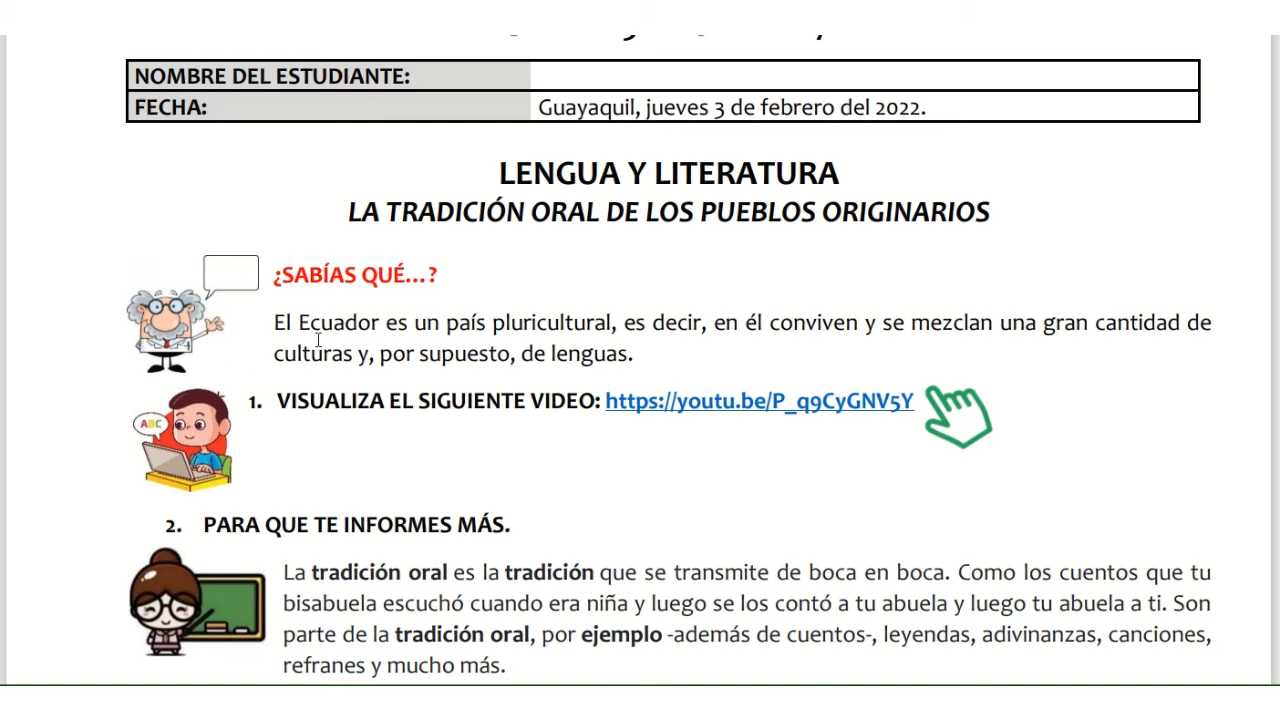 NOMBRE DEL ESTUDIANTE:
FECHA: Guayaquil, jueves 3 de febrero del 2022.
LENGUA Y LITERATURA
LA TRADICIÓN ORAL DE LOS PUEBLOS ORIGINARIOS
¿SABÍAS QUÉ...?
El Ecuador es un país pluricultural, es decir, en él conviven y se mezclan una gran cantidad de
culturas y, por supuesto, de lenguas.
1. VISUALIZA EL SIGUIENTE VIDEO: https://youtu.be/P_q9CyGNV5Y
ABC
2. PARA QUE TE INFORMES MÁS.
La tradición oral es la tradición que se transmite de boca en boca. Como los cuentos que tu
bisabuela escuchó cuando era niña y luego se los contó a tu abuela y luego tu abuela a ti. Son
parte de la tradición oral, por ejemplo -además de cuentos-, leyendas, adivinanzas, canciones,
refranes y mucho más.